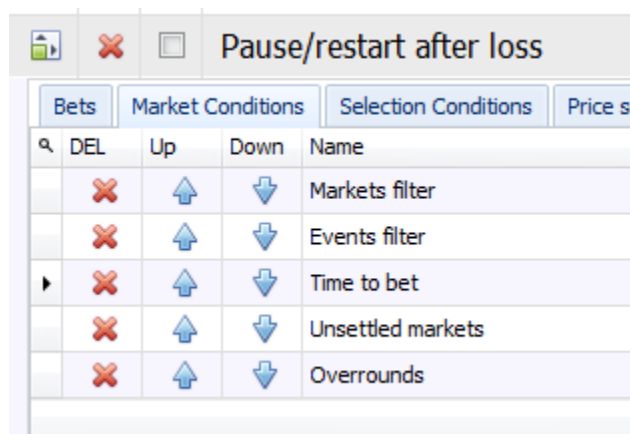 Pause/restart after loss
Bets Market Conditions Selection Conditions Price s
DEL Up Down Name
Markets filter
Events filter
Time to bet
Unsettled markets
Overrounds